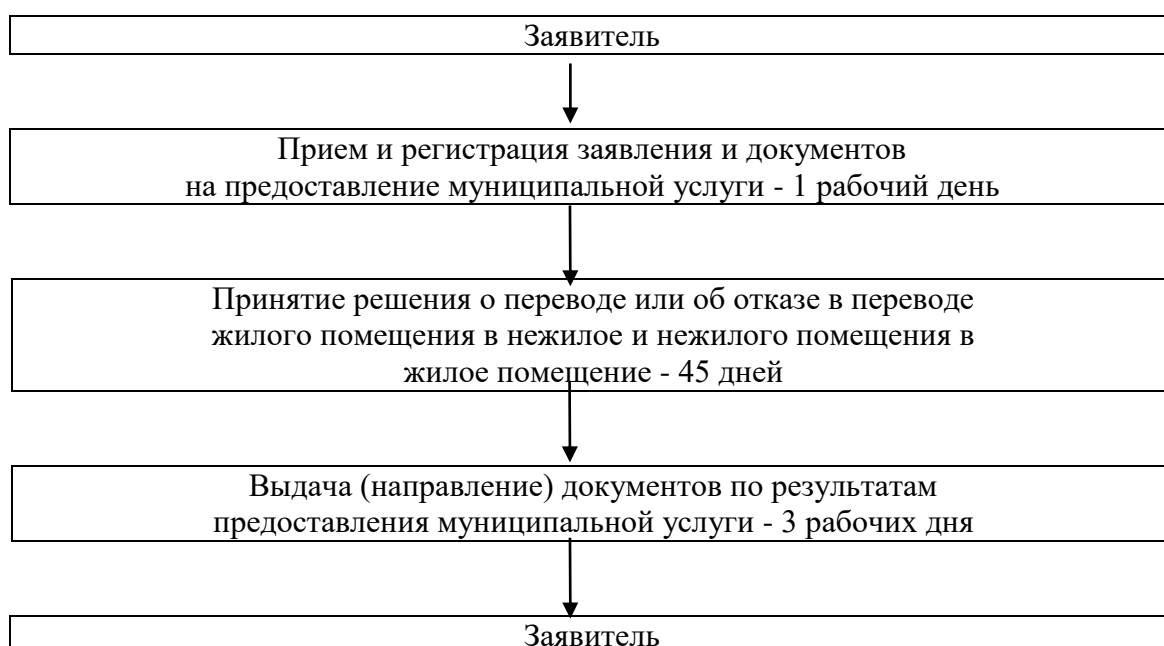 Заявитель
Прием и регистрация заявления и документов
на предоставление муниципальной услуги - 1 рабочий день
Принятие решения о переводе или об отказе в переводе
жилого помещения в нежилое и нежилого помещения в
жилое помещение - 45 дней
Выдача (направление) документов по результатам
предоставления муниципальной услуги - 3 рабочих дня
Заявитель